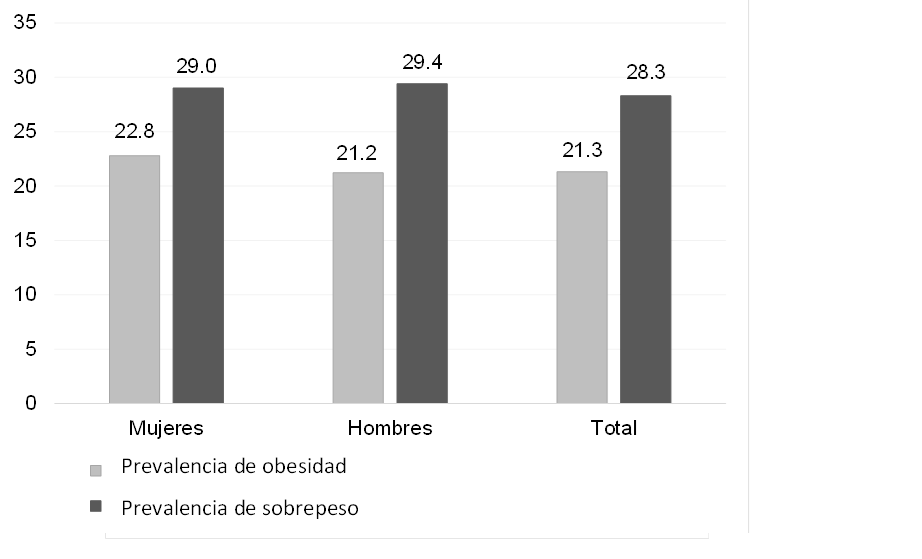 35
30
25
20
15
10
5
0
22.8
29.0
21.2
29.4
21.3
28.3
Mujeres
Hombres
Total
Prevalencia de obesidad
Prevalencia de sobrepeso